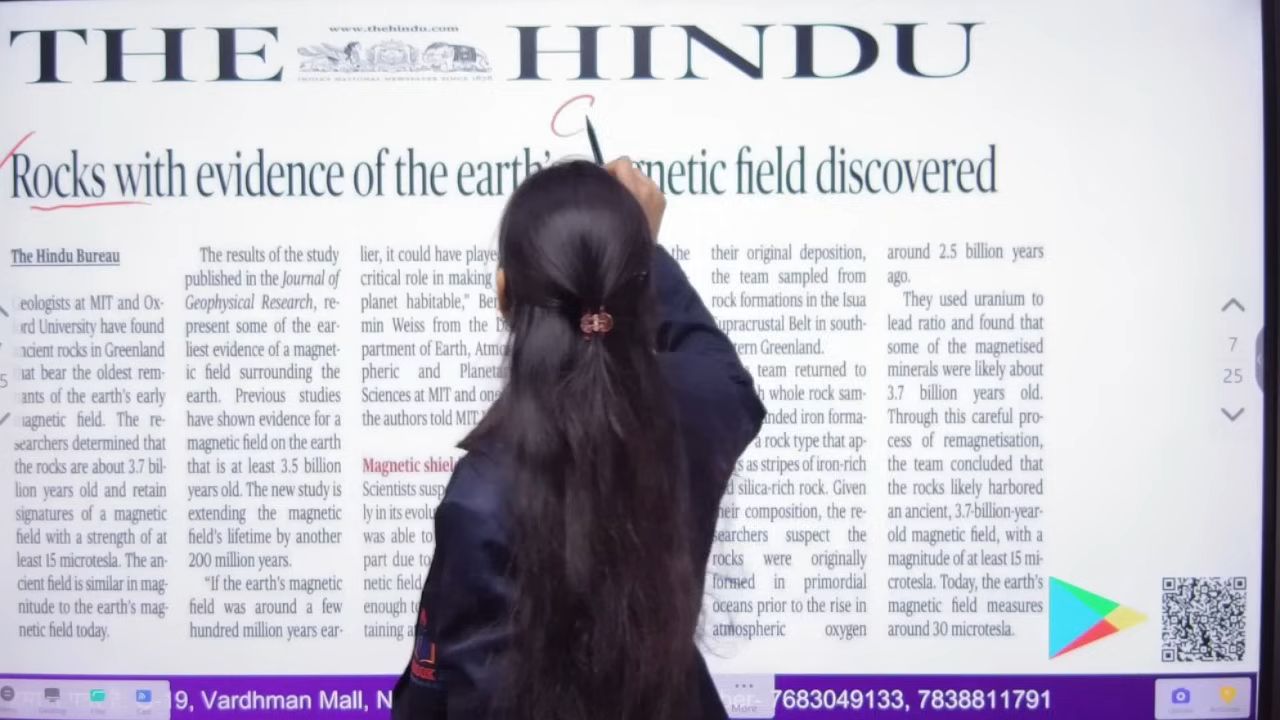 THE HINDU
www.thehindu.com
INDIA'S NATIONAL NEWSPAPER SINCE 1878
Rocks with evidence of the earth's netic field discovered
The Hindu Bureau
eologists at MIT and Ox-
rd University have found
ncient rocks in Greenland
at bear the oldest rem-
ants of the earth's early
agnetic field. The re-
searchers determined that
the rocks are about 3.7 bil-
lion years old and retain
signatures of a magnetic
field with a strength of at
least 15 microtesla. The an-
cient field is similar in mag-
nitude to the earth's mag-
netic field today.
The results of the study
published in the Journal of
Geophysical Research, re-
present some of the ear-
liest evidence of a magnet-
ic field surrounding the
earth. Previous studies
have shown evidence for a
magnetic field on the earth
that is at least 3.5 billion
years old. The new study is
extending the magnetic
field's lifetime by another
200 million years.
"If the earth's magnetic
field was around a few
hundred million years ear-
lier, it could have playe
critical role in making
planet habitable," Ben
min Weiss from the D
partment of Earth, Atmo
pheric and Planeta
Sciences at MIT and one
the authors told MIT
Magnetic shiel
Scientists susp
ly in its evolu
was able to
part due to
netic field
enough to
taining a
the
their original deposition,
the team sampled from
rock formations in the Isua
upracrustal Belt in south-
ern Greenland.
team returned to
h whole rock sam-
nded iron forma-
a rock type that ap-
s as stripes of iron-rich
d silica-rich rock. Given
heir composition, the re-
searchers suspect the
rocks were originally
formed in primordial
oceans prior to the rise in
atmospheric oxygen
around 2.5 billion years
ago.
They used uranium to
lead ratio and found that
some of the magnetised
minerals were likely about
3.7 billion years old.
Through this careful pro-
cess of remagnetisation,
the team concluded that
the rocks likely harbored
an ancient, 3.7-billion-year-
old magnetic field, with a
magnitude of at least 15 mi-
crotesla. Today, the earth's
magnetic field measures
around 30 microtesla.
7
25
5
19, Vardhman Mall, N
More
er- 7683049133, 7838811791